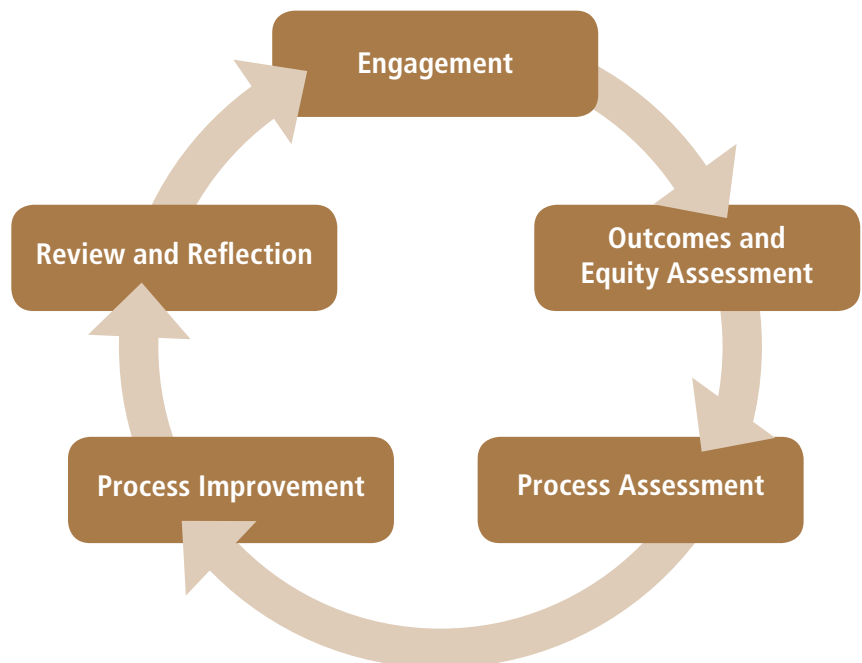 Engagement
Outcomes and
Equity Assessment
Process Assessment
Process Improvement
Review and Reflection